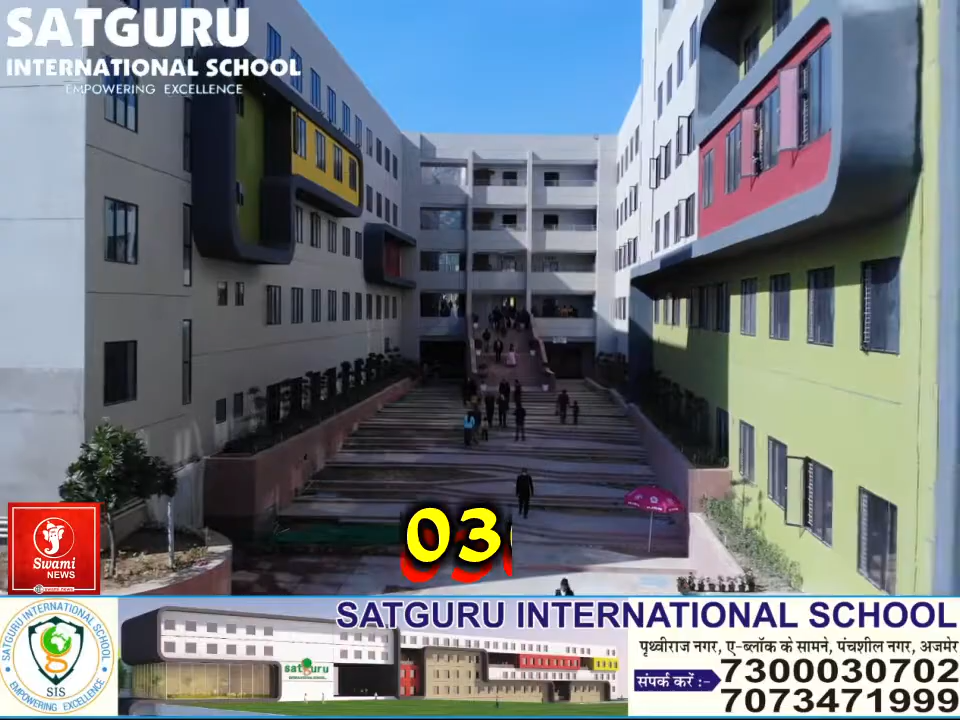 SATGURU
INTERNATIONAL SCHOOL
EMPOWERING EXCELLENCE
03
Swami
NEWS
SATGURU INTERNATIONAL SCHOOL
EMPOWERING EXCELLENCE
SIS
satguru
SATGURU INTERNATIONAL SCHOOL
पृथ्वीराज नगर, ए-ब्लॉक के सामने, पंचशील नगर, अजमेर
संपर्क करें :- 7300030702
7073471999